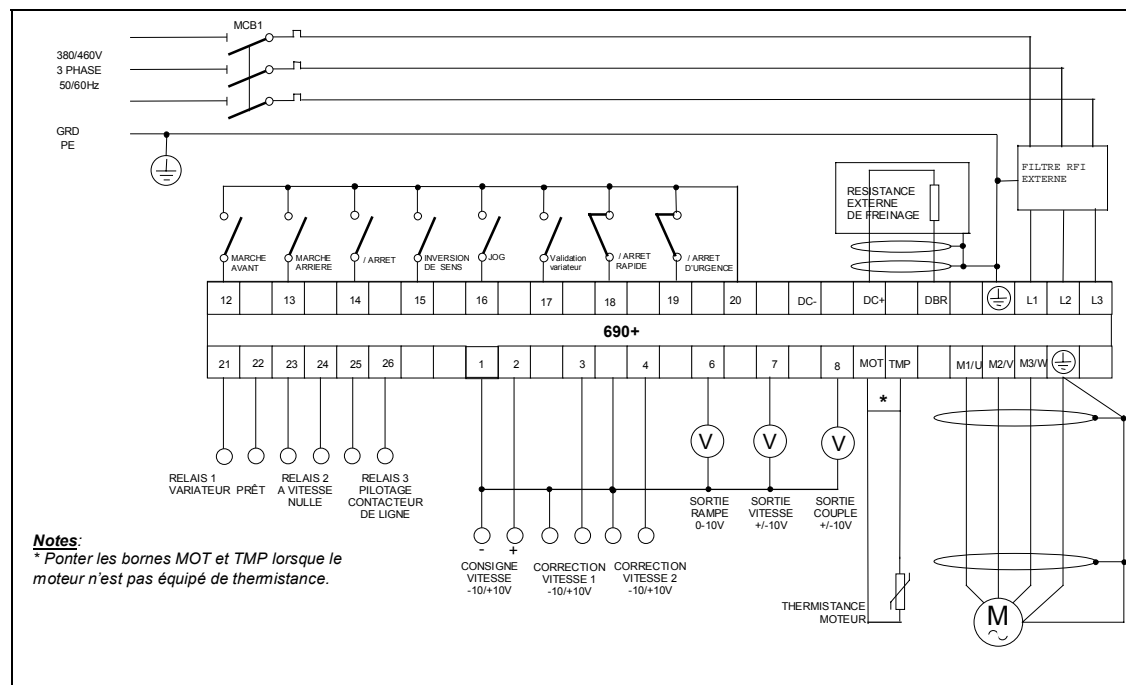 MCB1
380/460V
3 PHASE
50/60Hz
GRD
PE
FILTRE RFI
EXTERNE
RESISTANCE
EXTERNE
DE FREINAGE
MARCHE
AVANT
MARCHE
ARRIERE
/ ARRET
INVERSION
DE SENS
JOG
Validation
variateur
/ ARRET
RAPIDE
/ ARRET
D'URGENCE
12 13 14 15 16 17 18 19 20 DC- DC+ DBR L1 L2 L3
690+
21 22 23 24 25 26 1 2 3 4 6 7 8 MOT TMP M1/U M2/V M3/W
*
V V V
RELAIS 1
VARIATEUR PRÊT
RELAIS 2
A VITESSE
NULLE
RELAIS 3
PILOTAGE
CONTACTEUR
DE LIGNE
SORTIE
RAMPE
0-10V
SORTIE
VITESSE
+/-10V
SORTIE
COUPLE
+/-10V
- +
CONSIGNE
VITESSE
-10/+10V
CORRECTION
VITESSE 1
-10/+10V
CORRECTION
VITESSE 2
-10/+10V
THERMISTANCE
MOTEUR
M
Notes:
* Ponter les bornes MOT et TMP lorsque le
moteur n'est pas équipé de thermistance.